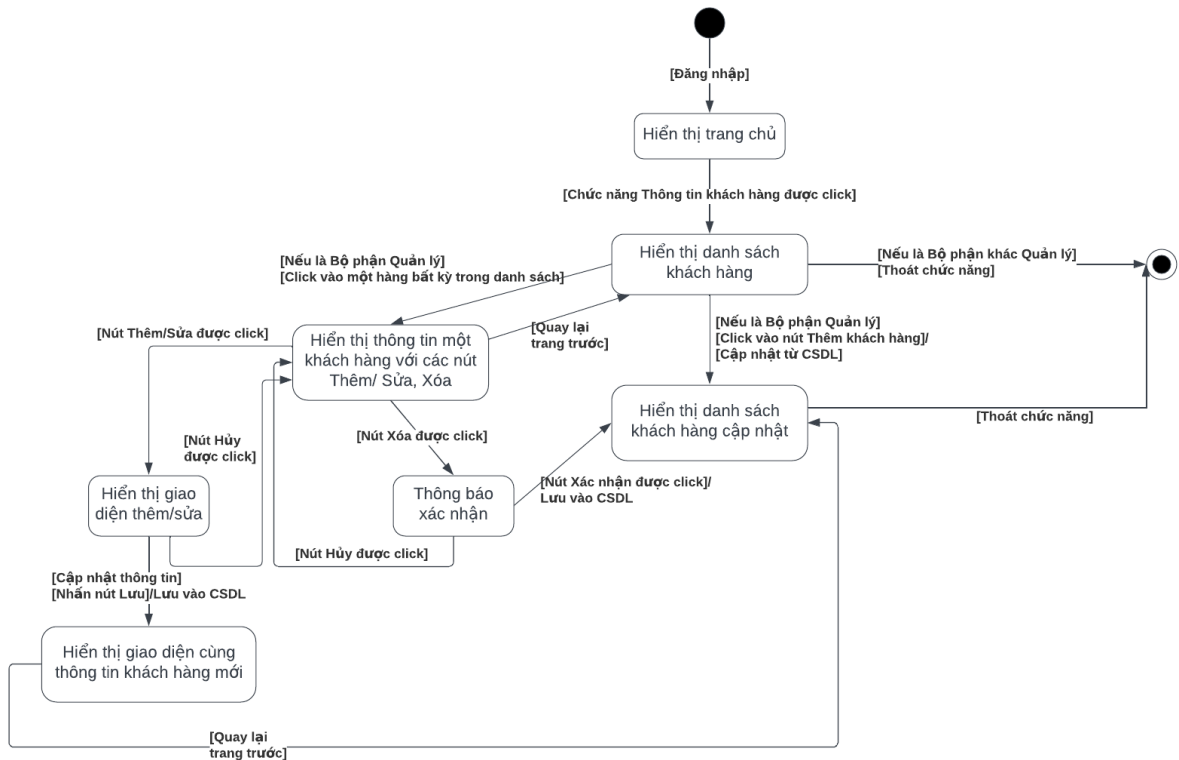 [Đăng nhập]
Hiển thị trang chủ
[Chức năng Thông tin khách hàng được click]
Hiển thị danh sách
khách hàng
[Nếu là Bộ phận khác Quản lý]
[Thoát chức năng]
[Nếu là Bộ phận Quản lý]
[Click vào một hàng bất kỳ trong danh sách]
[Quay lại
trang trước]
[Nếu là Bộ phận Quản lý]
[Click vào nút Thêm khách hàng]/
[Cập nhật từ CSDL]
[Nút Thêm/Sửa được click]
Hiển thị thông tin một
khách hàng với các nút
Thêm/ Sửa, Xóa
Hiển thị danh sách
khách hàng cập nhật
[Thoát chức năng]
[Nút Hủy
được click]
[Nút Xóa được click]
Hiển thị giao
diện thêm/sửa
Thông báo
xác nhận
[Nút Xác nhận được click]/
Lưu vào CSDL
[Nút Hủy được click]
[Cập nhật thông tin]
[Nhấn nút Lưu]/Lưu vào CSDL
Hiển thị giao diện cùng
thông tin khách hàng mới
[Quay lại
trang trước]